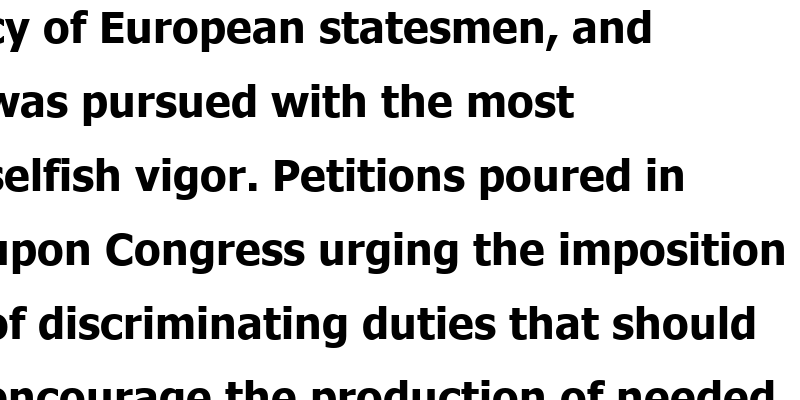 cy of European statesmen, and
was pursued with the most
selfish vigor. Petitions poured in
upon Congress urging the imposition
of discriminating duties that should
encourage the production of needed